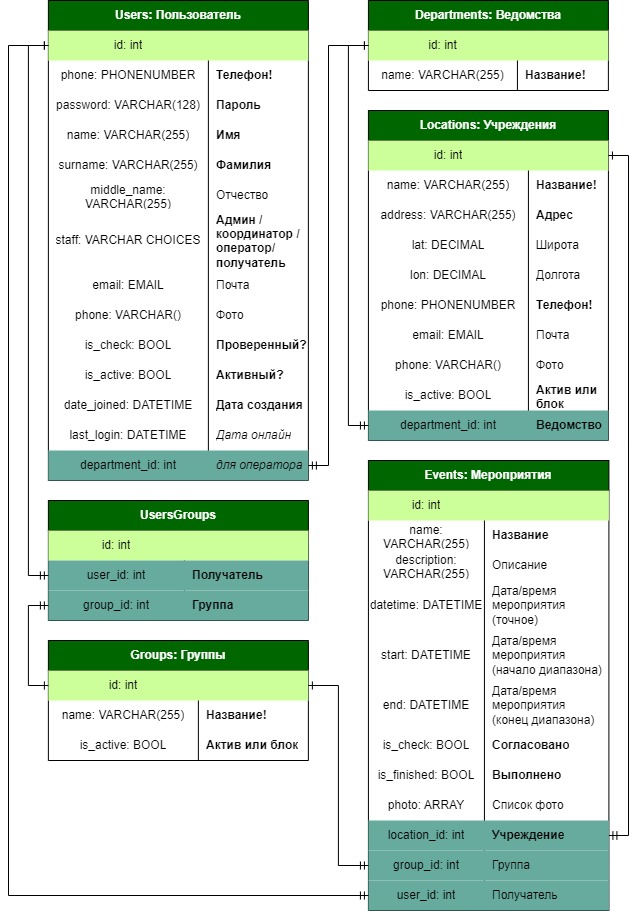 Users: Пользователь
id: int
phone: PHONENUMBER Телефон!
password: VARCHAR(128) Пароль
name: VARCHAR(255) Имя
surname: VARCHAR(255) Фамилия
middle_name:
VARCHAR(255)
Отчество
staff: VARCHAR CHOICES
Админ /
координатор /
оператор/
получатель
email: EMAIL Почта
phone: VARCHAR() Фото
is_check: BOOL Проверенный?
is_active: BOOL Активный?
date_joined: DATETIME Дата создания
last_login: DATETIME Дата онлайн
department_id: int для оператора
UsersGroups
id: int
user_id: int Получатель
group_id: int Группа
Groups: Группы
id: int
name: VARCHAR(255) Название!
is_active: BOOL Актив или блок
Departments: Ведомства
id: int
name: VARCHAR(255) Название!
Locations: Учреждения
id: int
name: VARCHAR(255) Название!
address: VARCHAR(255) Адрес
lat: DECIMAL Широта
lon: DECIMAL Долгота
phone: PHONENUMBER Телефон!
email: EMAIL Почта
phone: VARCHAR() Фото
is_active: BOOL
Актив или
блок
department_id: int Ведомство
Events: Мероприятия
id: int
name:
VARCHAR(255)
Название
description:
VARCHAR(255)
Описание
datetime: DATETIME
Дата/время
мероприятия
(точное)
start: DATETIME
Дата/время
мероприятия
(начало диапазона)
end: DATETIME
Дата/время
мероприятия
(конец диапазона)
is_check: BOOL Согласовано
is_finished: BOOL Выполнено
photo: ARRAY Список фото
location_id: int Учреждение
group_id: int Группа
user_id: int Получатель